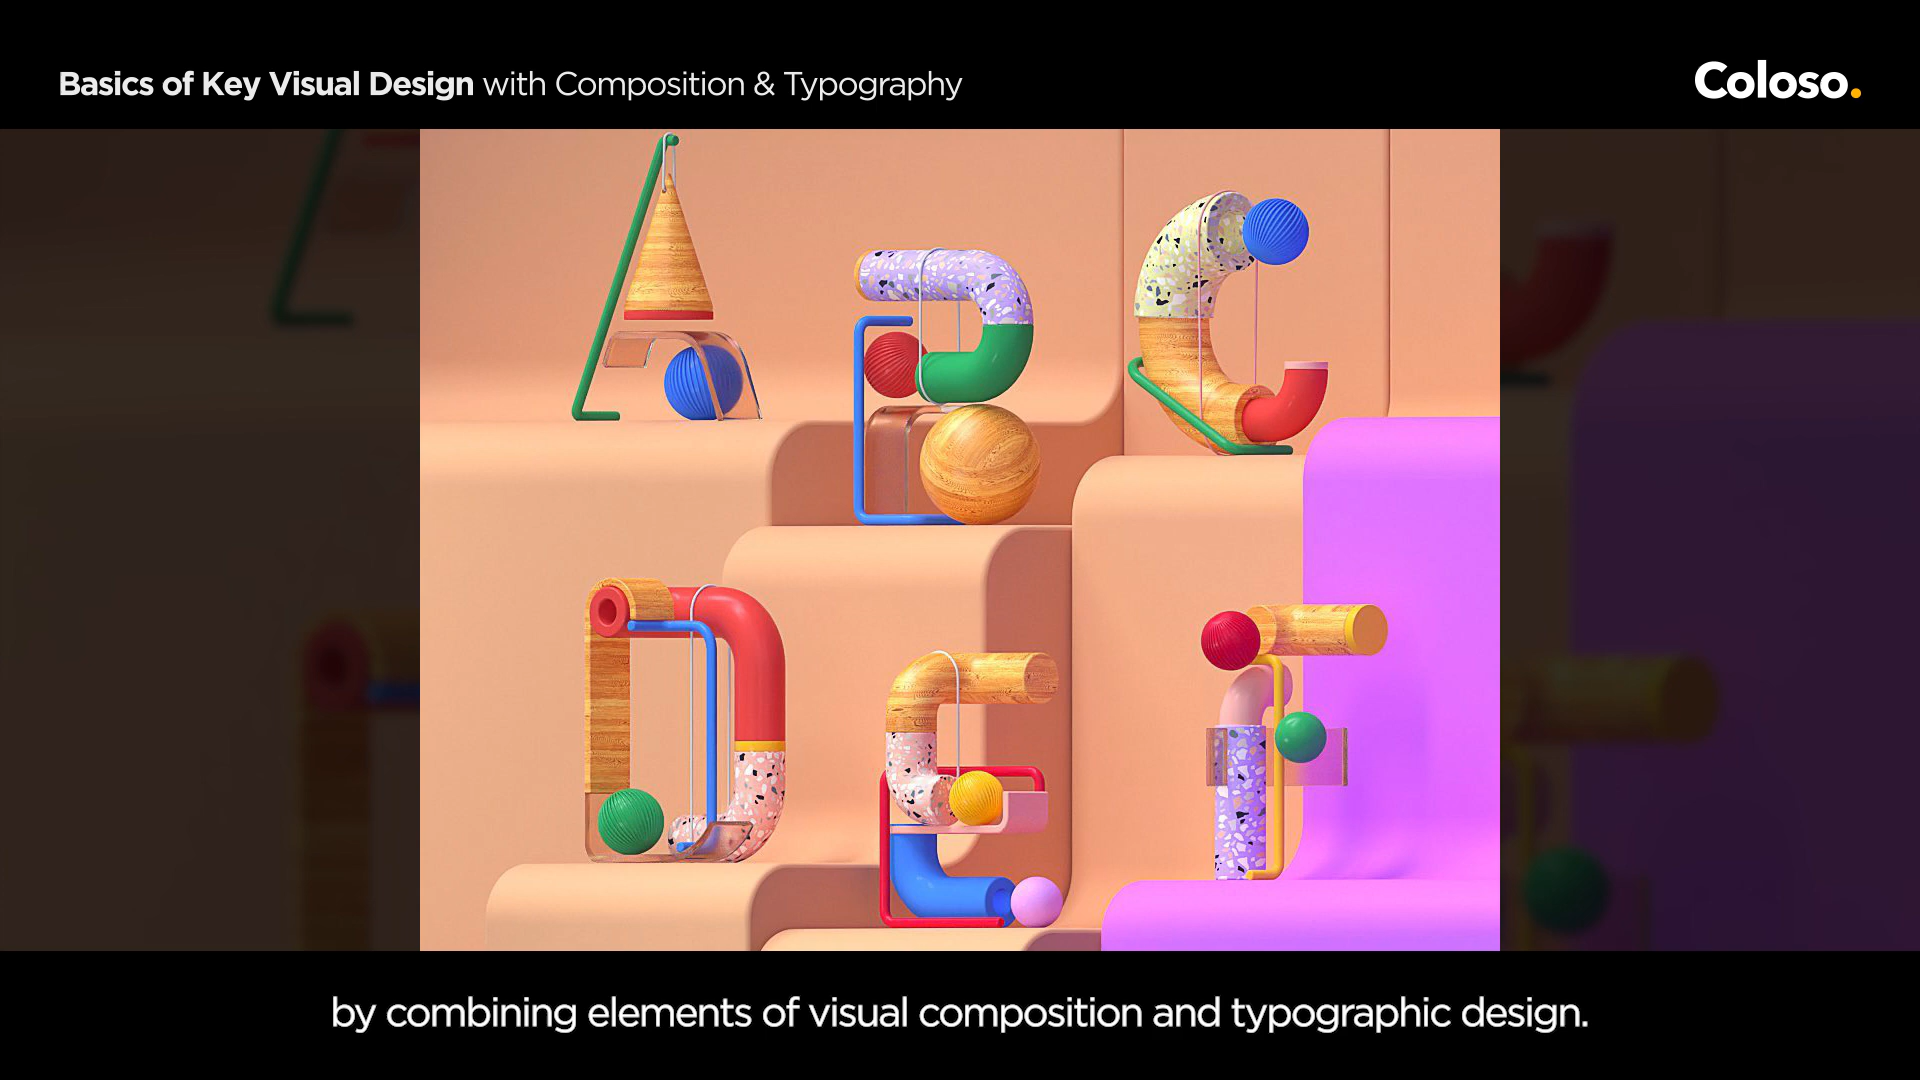 Basics of Key Visual Design with Composition & Typography
Coloso.
A B C
D E F
by combining elements of visual composition and typographic design.